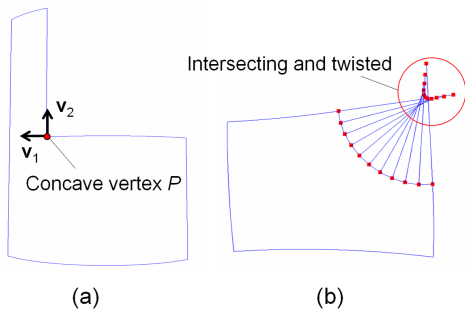 Intersecting and twisted
v2
v1
Concave vertex P
(a)
(b)